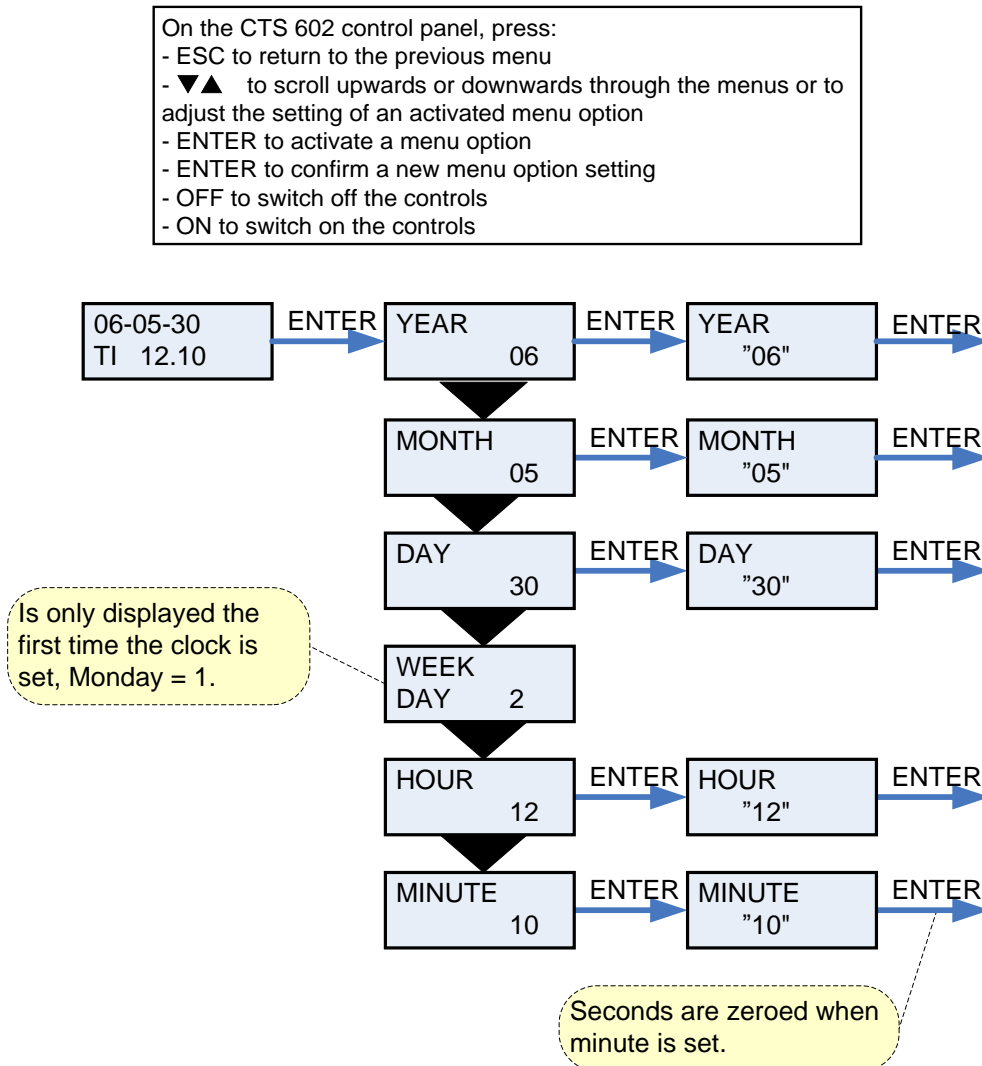 On the CTS 602 control panel, press:
- ESC to return to the previous menu
- ▼▲ to scroll upwards or downwards through the menus or to
adjust the setting of an activated menu option
- ENTER to activate a menu option
- ENTER to confirm a new menu option setting
- OFF to switch off the controls
- ON to switch on the controls
06-05-30
TI 12.10
ENTER
YEAR
06
ENTER
YEAR
”06"
ENTER
MONTH
05
ENTER
MONTH
”05"
ENTER
DAY
30
ENTER
DAY
”30"
ENTER
Is only displayed the
first time the clock is
set, Monday = 1.
WEEK
DAY 2
HOUR
12
ENTER
HOUR
”12"
ENTER
MINUTE
10
ENTER
MINUTE
”10"
ENTER
Seconds are zeroed when
minute is set.